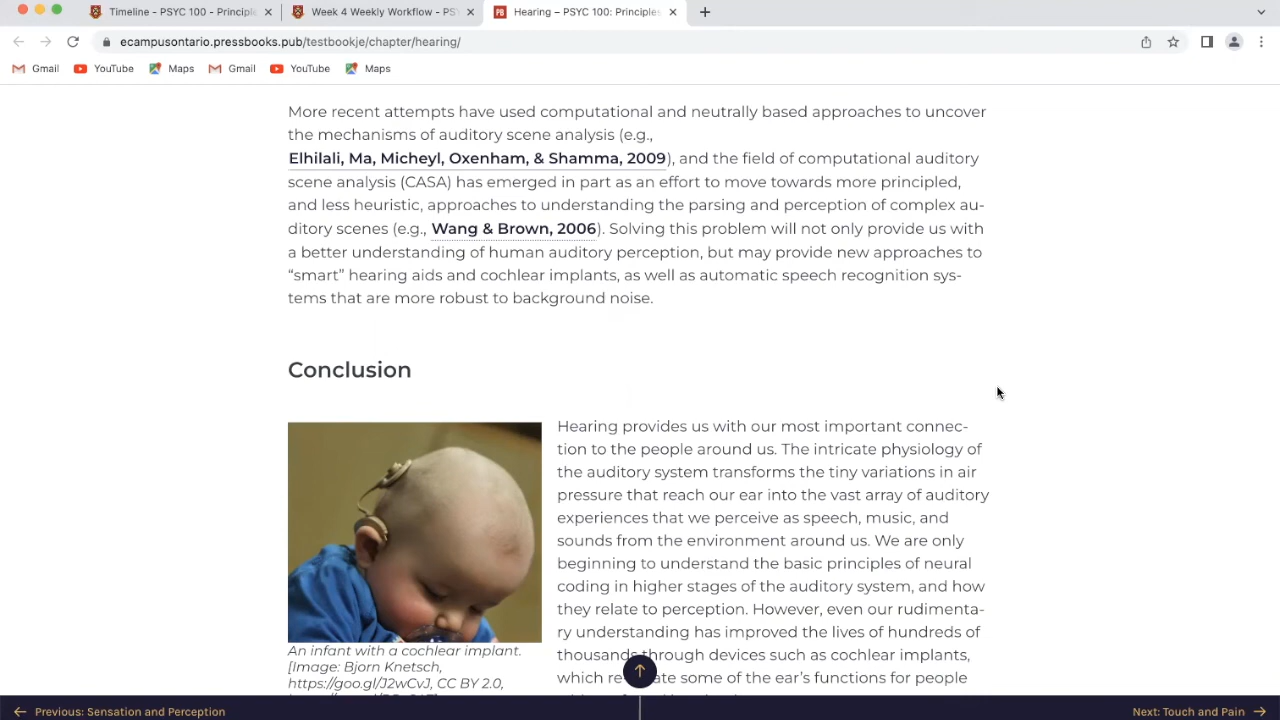 Timeline - PSYC 100 - Principle
Week 4 Weekly Workflow - PSY
Hearing – PSYC 100: Principles
ecampusontario.pressbooks.pub/testbookje/chapter/hearing/
Gmail YouTube Maps Gmail YouTube Maps
More recent attempts have used computational and neutrally based approaches to uncover
the mechanisms of auditory scene analysis (e.g.,
Elhilali, Ma, Micheyl, Oxenham, & Shamma, 2009), and the field of computational auditory
scene analysis (CASA) has emerged in part as an effort to move towards more principled,
and less heuristic, approaches to understanding the parsing and perception of complex au-
ditory scenes (e.g., Wang & Brown, 2006). Solving this problem will not only provide us with
a better understanding of human auditory perception, but may provide new approaches to
“smart” hearing aids and cochlear implants, as well as automatic speech recognition sys-
tems that are more robust to background noise.
Conclusion
Hearing provides us with our most important connec-
tion to the people around us. The intricate physiology of
the auditory system transforms the tiny variations in air
pressure that reach our ear into the vast array of auditory
experiences that we perceive as speech, music, and
sounds from the environment around us. We are only
beginning to understand the basic principles of neural
coding in higher stages of the auditory system, and how
they relate to perception. However, even our rudimenta-
ry understanding has improved the lives of hundreds of
thousands through devices such as cochlear implants,
which some of the ear’s functions for people
An infant with a cochlear implant.
[Image: Bjorn Knetsch,
https://goo.gl/J2wCvJ, CC BY 2.0,
Previous: Sensation and Perception
Next: Touch and Pain